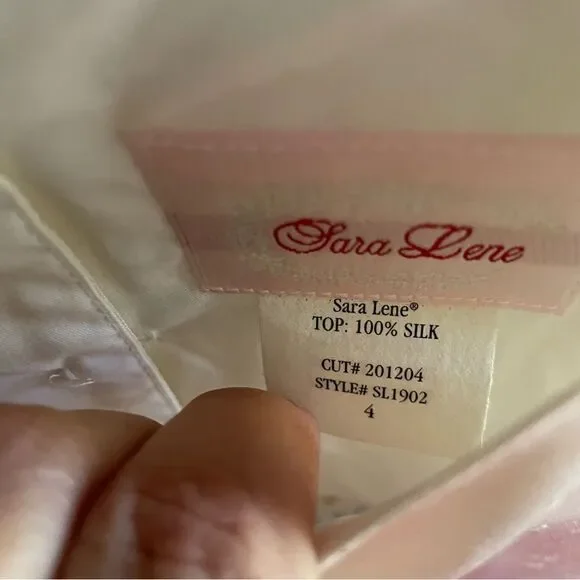 Sara Lene
Sara Lene®
TOP: 100% SILK
CUT# 201204
STYLE# SL1902
4